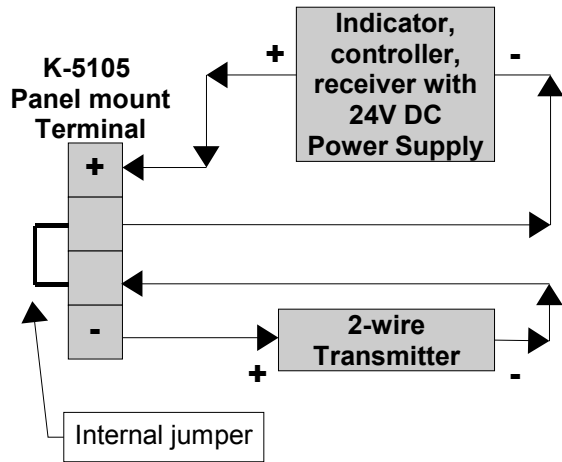 K-5105
Panel mount
Terminal
+
-
+
Indicator,
controller,
receiver with
24V DC
Power Supply
-
2-wire
Transmitter
+
-
Internal jumper